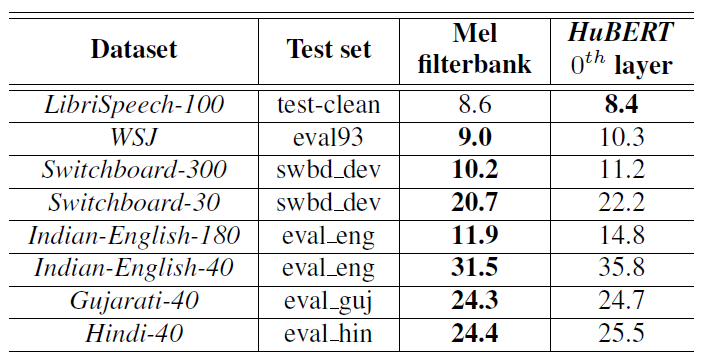 Dataset Test set Mel filterbank HuBERT 0th layer
LibriSpeech-100 test-clean 8.6 8.4
WSJ eval93 9.0 10.3
Switchboard-300 swbd_dev 10.2 11.2
Switchboard-30 swbd_dev 20.7 22.2
Indian-English-180 eval_eng 11.9 14.8
Indian-English-40 eval_eng 31.5 35.8
Gujarati-40 eval_guj 24.3 24.7
Hindi-40 eval_hin 24.4 25.5